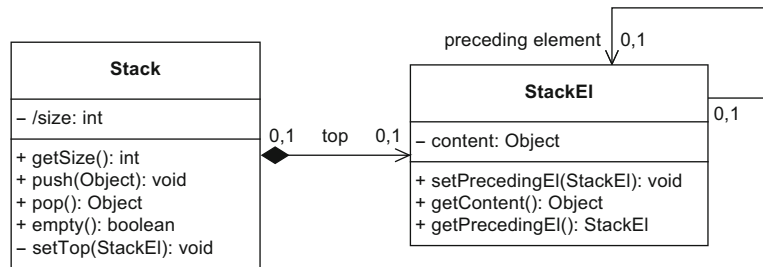 Stack
– /size: int
+ getSize(): int
+ push(Object): void
+ pop(): Object
+ empty(): boolean
– setTop(StackEl): void
0,1 top 0,1
preceding element 0,1
StackEl
0,1
– content: Object
+ setPrecedingEl(StackEl): void
+ getContent(): Object
+ getPrecedingEl(): StackEl